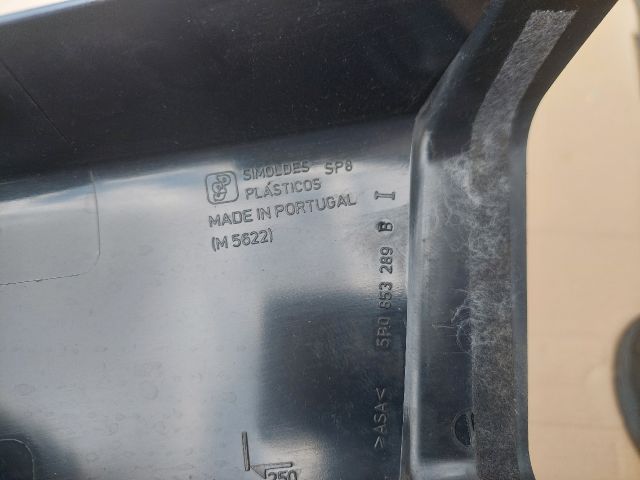 SIMOLDES SP8
PLÁSTICOS
MADE IN PORTUGAL
(M 5622)
5P0 853 289 B I
>ASA<
250